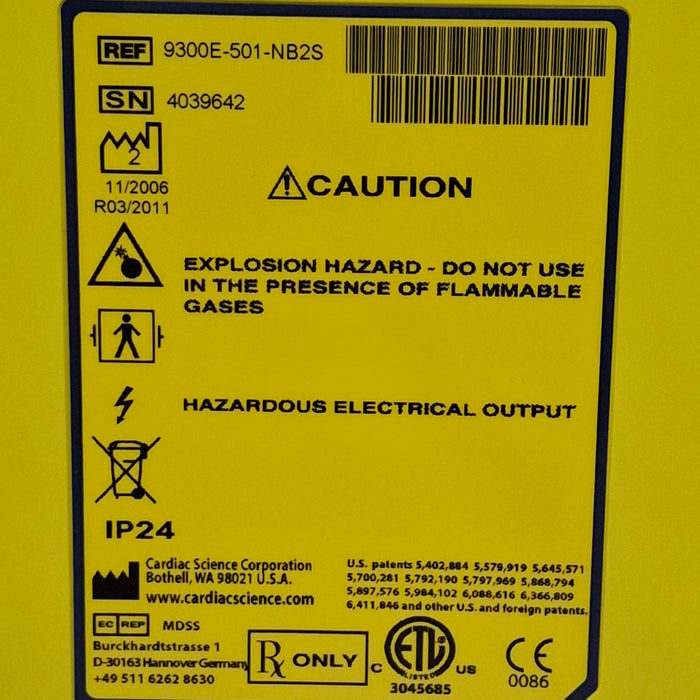 REF 9300E-501-NB2S
SN 4039642
2
11/2006
R03/2011
CAUTION
EXPLOSION HAZARD - DO NOT USE
IN THE PRESENCE OF FLAMMABLE
GASES
HAZARDOUS ELECTRICAL OUTPUT
IP24
Cardiac Science Corporation
Bothell, WA 98021 U.S.A.
www.cardiacscience.com
U.S. patents 5,402,884 5,579,919 5,645,571
5,700,281 5,792,190 5,797,969 5,868,794
5,897,576 5,984,102 6,088,616 6,366,809
6,411,846 and other U.S. and foreign patents.
EC REP MDSS
Burckhardtstrasse 1
D-30163 Hannover Germany
+49 511 6262 8630
Rx ONLY
C ETL US
LISTED
3045685
CE
0086